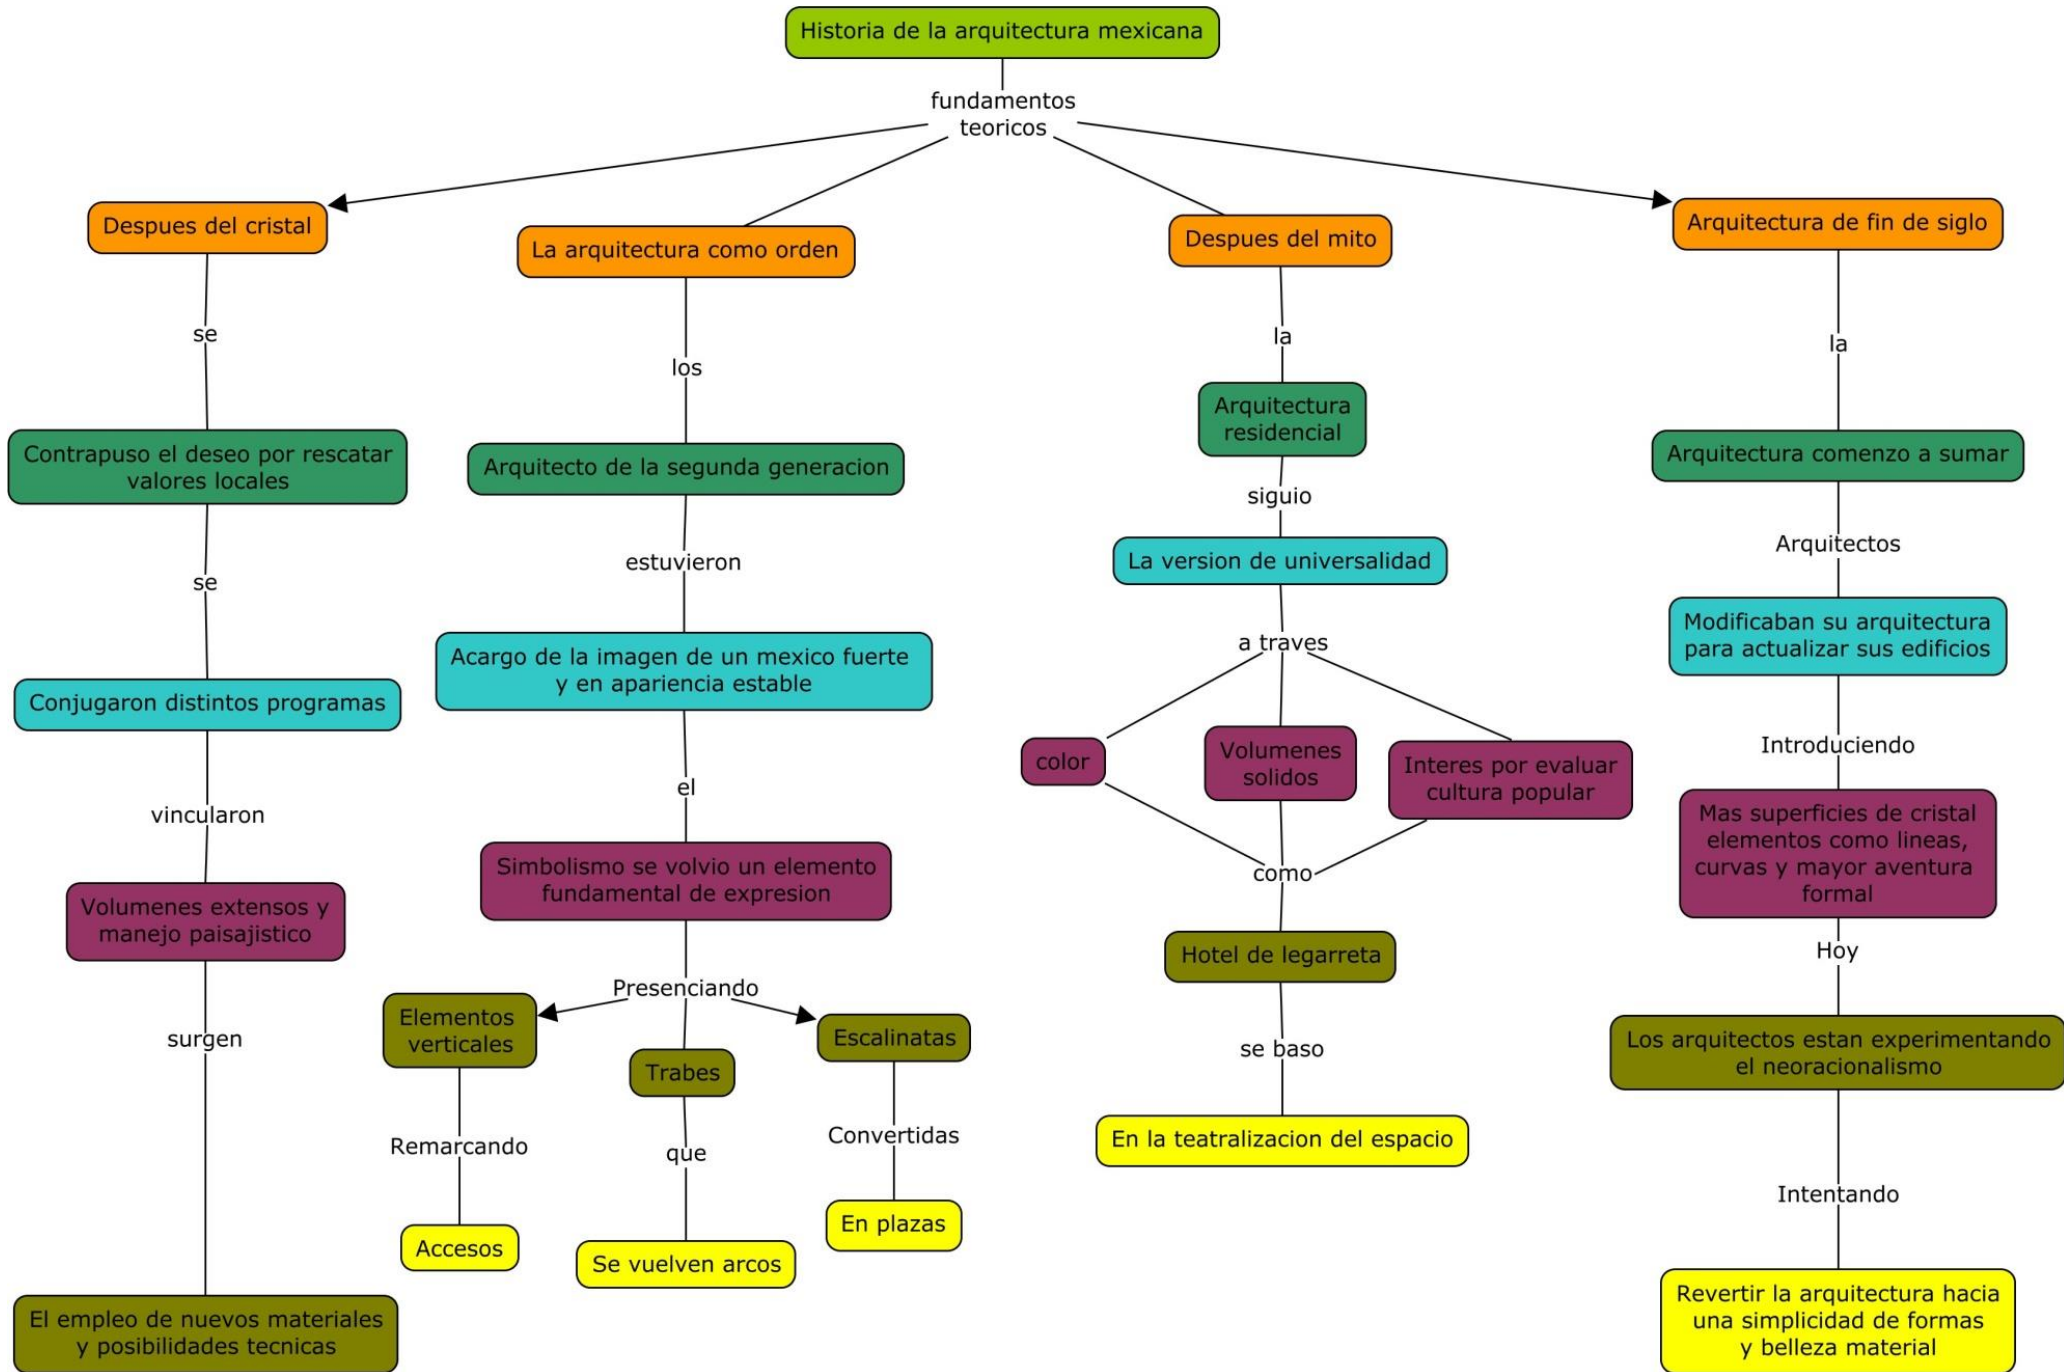 Historia de la arquitectura mexicana
fundamentos
teoricos
Despues del cristal
se
Contrapuso el deseo por rescatar
valores locales
se
Conjugaron distintos programas
vincularon
Volumenes extensos y
manejo paisajistico
surgen
El empleo de nuevos materiales
y posibilidades tecnicas
La arquitectura como orden
los
Arquitecto de la segunda generacion
estuvieron
Acargo de la imagen de un mexico fuerte
y en apariencia estable
el
Simbolismo se volvio un elemento
fundamental de expresion
Presenciando
Elementos
verticales
Remarcando
Accesos
Trabes
que
Se vuelven arcos
Escalinatas
Convertidas
En plazas
Despues del mito
la
Arquitectura
residencial
siguio
La version de universalidad
a traves
color
Volumenes
solidos
Interes por evaluar
cultura popular
como
Hotel de legarreta
se baso
En la teatralizacion del espacio
Arquitectura de fin de siglo
la
Arquitectura comenzo a sumar
Arquitectos
Modificaban su arquitectura
para actualizar sus edificios
Introduciendo
Mas superficies de cristal
elementos como lineas,
curvas y mayor aventura
formal
Hoy
Los arquitectos estan experimentando
el neoracionalismo
Intentando
Revertir la arquitectura hacia
una simplicidad de formas
y belleza material